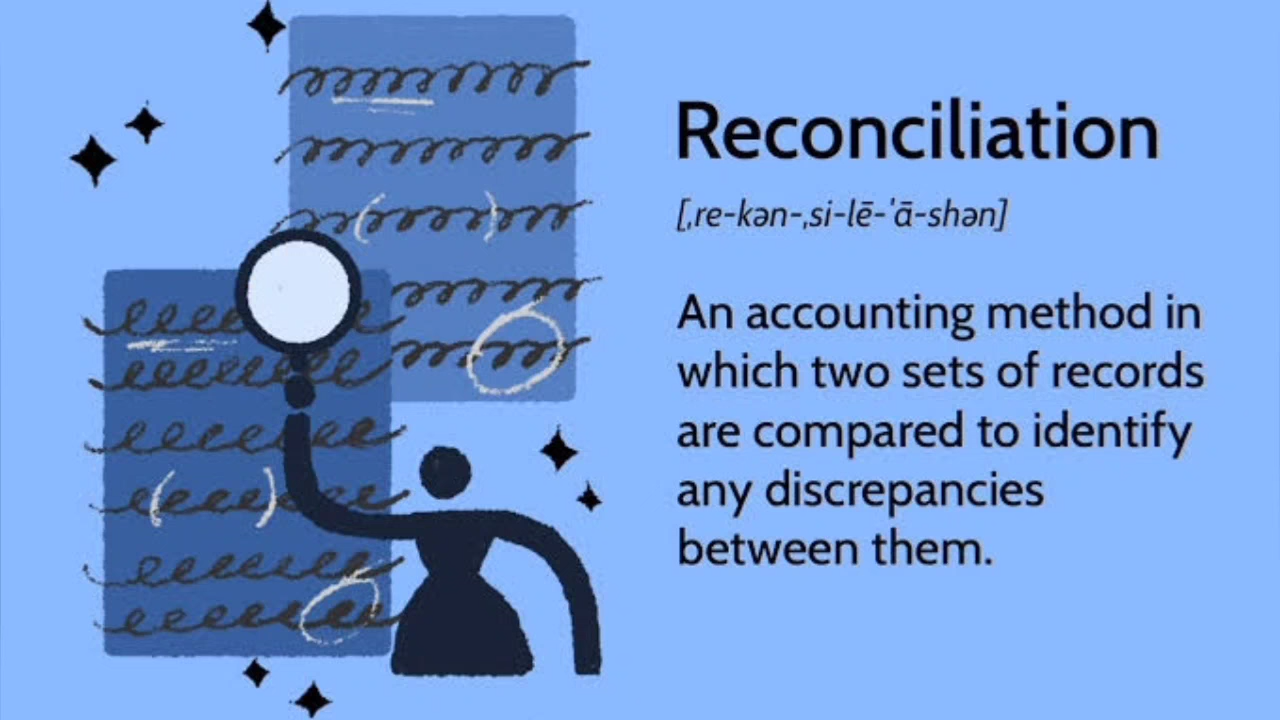 Reconciliation
[ˌre-kən-ˌsi-lē-ˈā-shən]
An accounting method in
which two sets of records
are compared to identify
any discrepancies
between them.